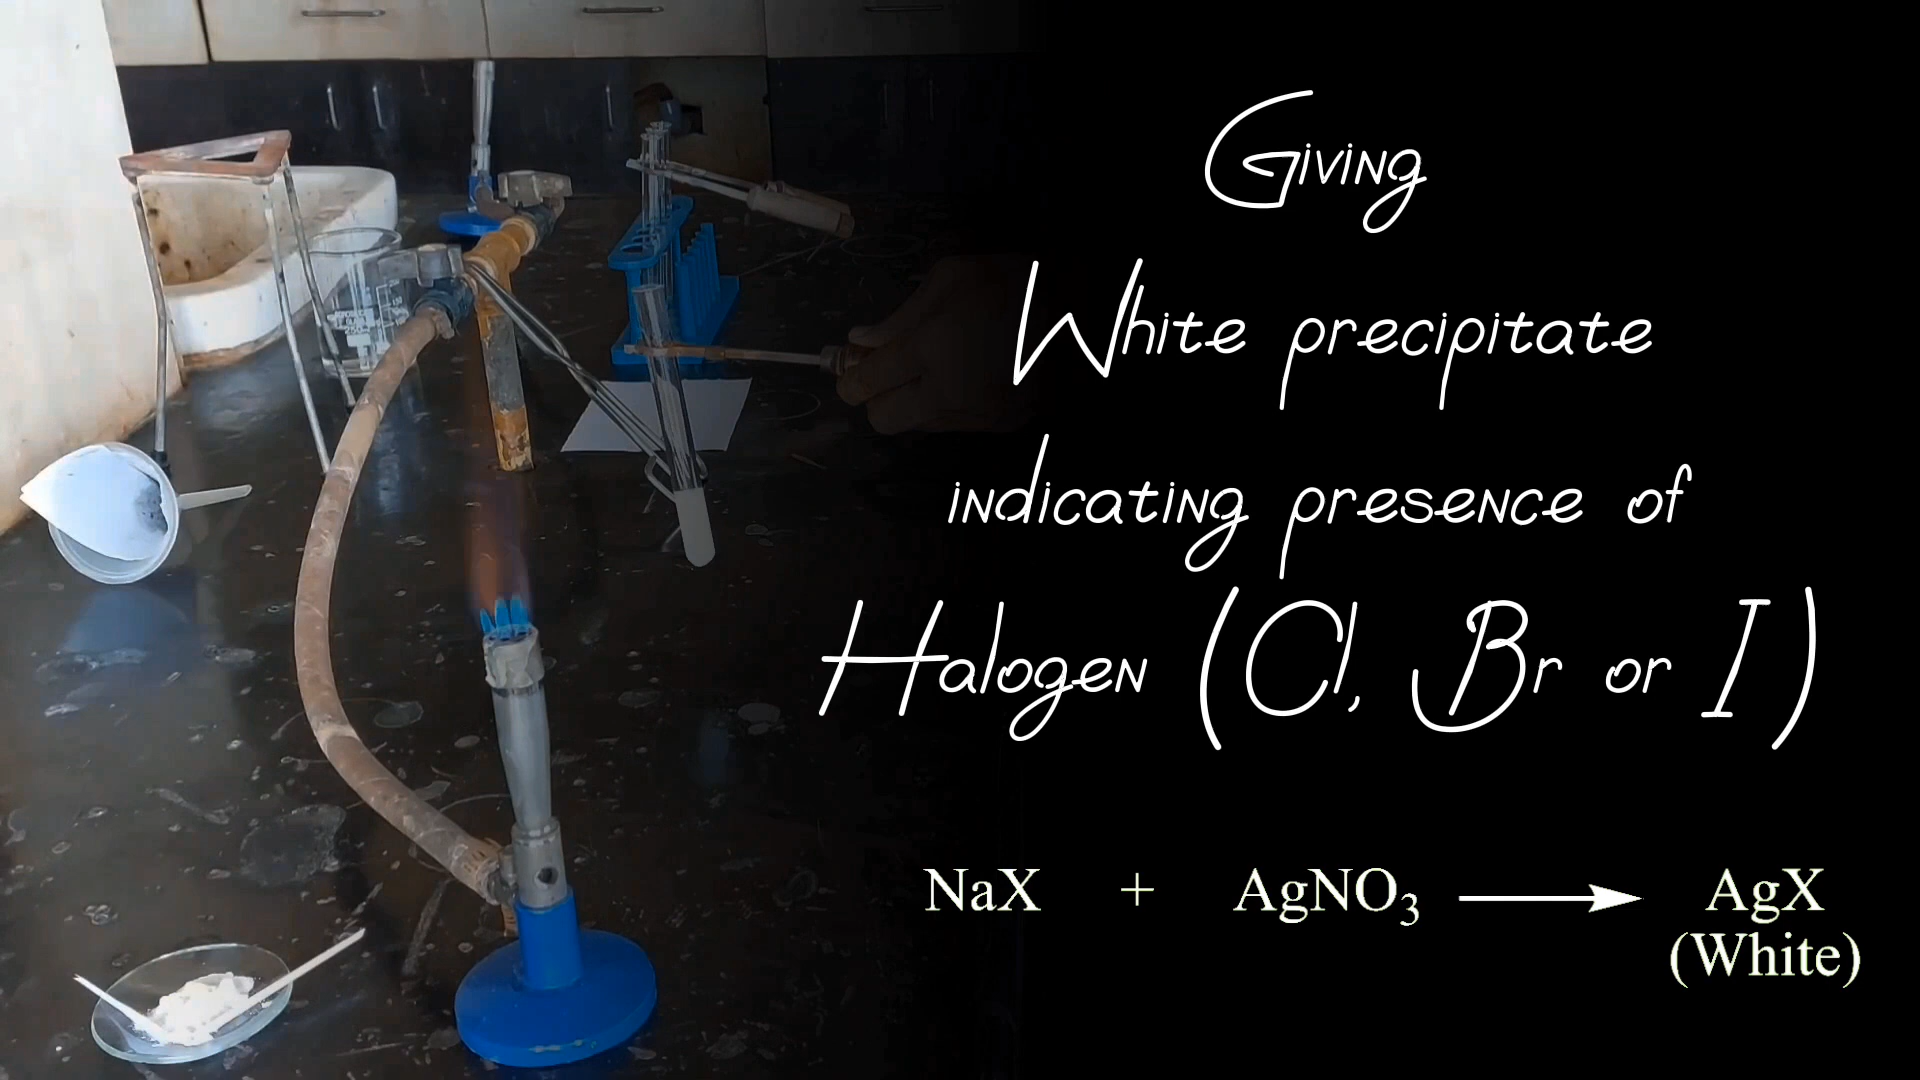 Giving
White precipitate
indicating presence of
Halogen (Cl, Br or I)
NaX + AgNO₃ ⟶ AgX
(White)